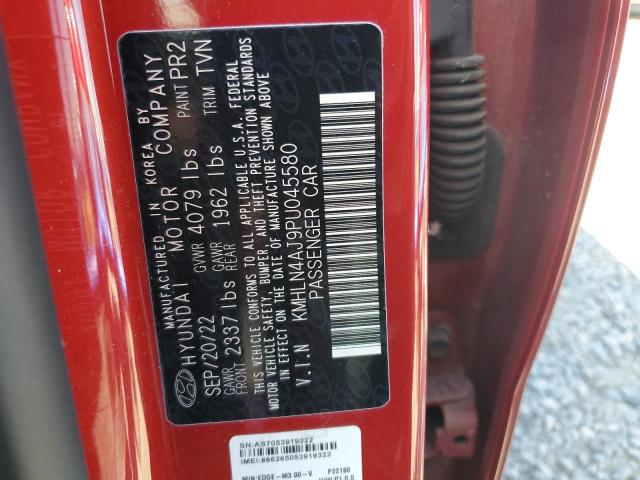 MANUFACTURED IN KOREA BY
HYUNDAI MOTOR COMPANY
SEP/20/22 GVWR 4079 lbs PAINT PR2
GAWR FRONT 2337 lbs GAWR REAR 1962 lbs TRIM TVN
THIS VEHICLE CONFORMS TO ALL APPLICABLE U.S.A. FEDERAL
MOTOR VEHICLE SAFETY, BUMPER, AND THEFT PREVENTION STANDARDS
IN EFFECT ON THE DATE OF MANUFACTURE SHOWN ABOVE
V.I.N KMHLN4AJ9PU045580
PASSENGER CAR
SN:AS7053919322
IMEI:866265053919322
M/N:EDGE-M3 00-V P22180